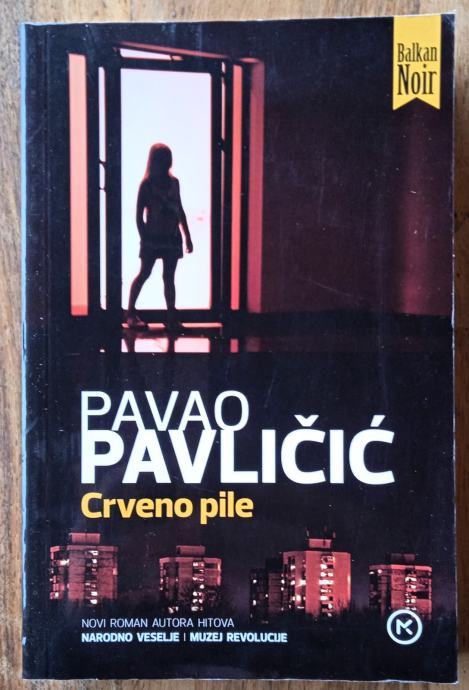 Balkan
Noir
PAVAO
PAVLIČIĆ
Crveno pile
NOVI ROMAN AUTORA HITOVA
NARODNO VESELJE | MUZEJ REVOLUCIJE